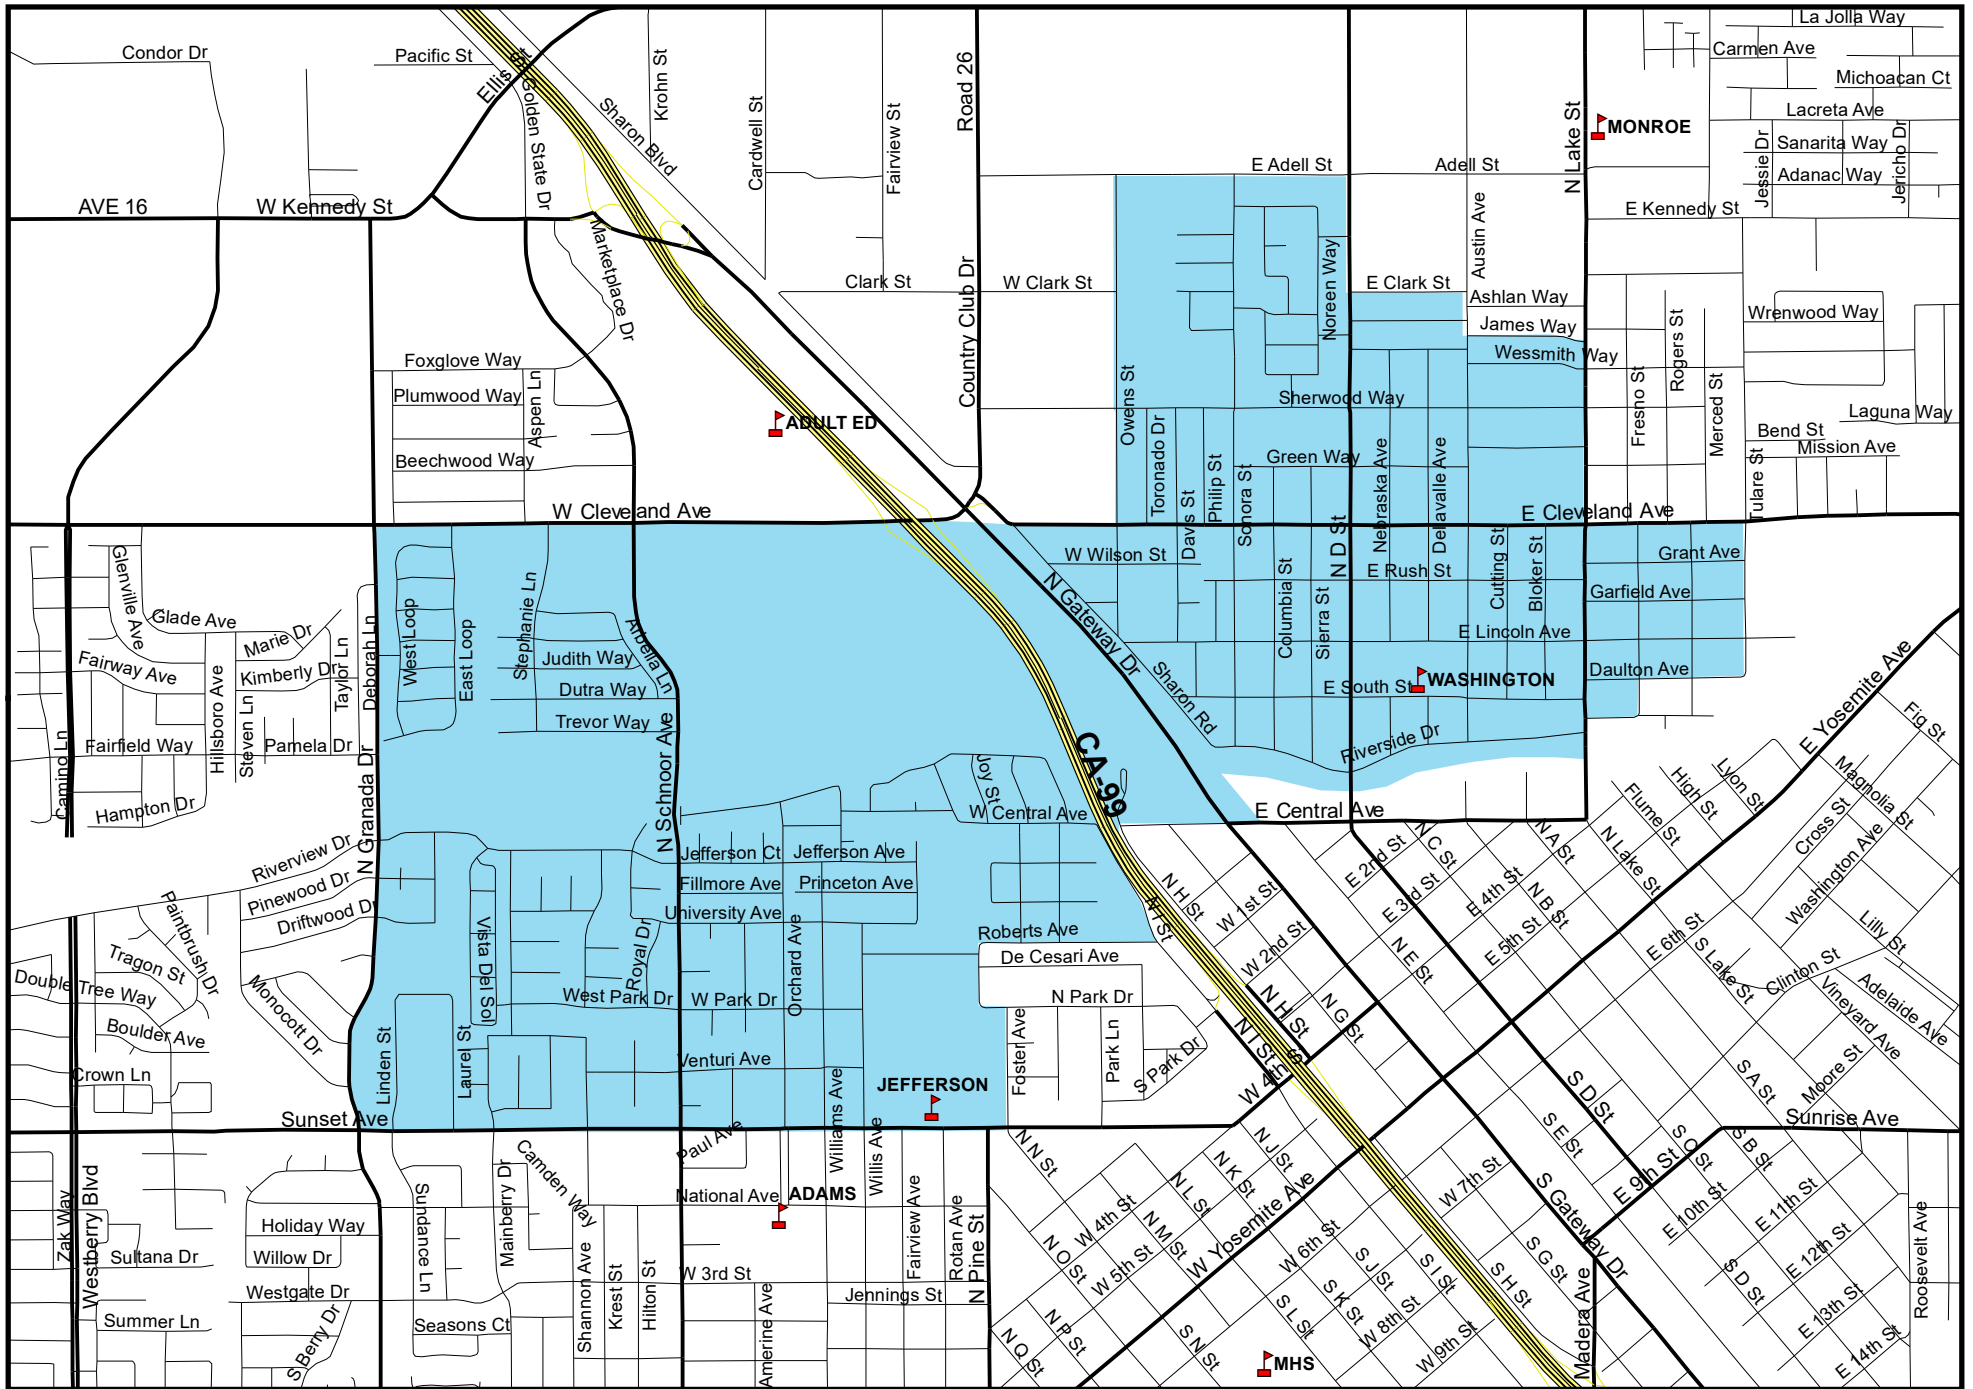 La Jolla Way
Condor Dr
Pacific St
Carmen Ave
Ellis St
Krohn St
Road 26
Michoacan Ct
Golden State Dr
Sharon Blvd
Cardwell St
Fairview St
N Lake St
MONROE
Lacreta Ave
Jessie Dr
Sanarita Way
Jericho Dr
E Adell St
Adell St
Adanac Way
AVE 16
W Kennedy St
E Kennedy St
Marketplace Dr
Austin Ave
Noreen Way
Country Club Dr
Clark St
W Clark St
E Clark St
Ashlan Way
James Way
Wrenwood Way
Wessmith Way
Foxglove Way
Rogers St
Plumwood Way
Aspen Ln
Owens St
Sherwood Way
Fresno St
Merced St
Laguna Way
ADULT ED
Toronado Dr
Bend St
Mission Ave
Beechwood Way
Green Way
Nebraska Ave
Dellavalle Ave
Philip St
Sonora St
Davis St
Tulare St
W Cleveland Ave
E Cleveland Ave
N D St
W Wilson St
Grant Ave
Glenville Ave
E Rush St
Cutting St
Bloker St
Columbia St
Sierra St
N Gateway Dr
Garfield Ave
Glade Ave
Marie Dr
West Loop
East Loop
Stephanie Ln
Arbella Ln
E Lincoln Ave
Fairway Ave
Kimberly Dr
Taylor Ln
Deborah Ln
Judith Way
Daulton Ave
Hillsboro Ave
Steven Ln
Dutra Way
Sharon Rd
E South St
WASHINGTON
Trevor Way
E Yosemite Ave
Fig St
Camino Ln
Fairfield Way
Pamela Dr
N Granada Dr
N Schnoor Ave
CA-99
Riverside Dr
Joy St
Magnolia St
Lyon St
High St
Flume St
Hampton Dr
W Central Ave
E Central Ave
Cross St
Washington Ave
Riverview Dr
Jefferson Ct
Jefferson Ave
E 2nd St
N C St
N A St
N Lake St
Pinewood Dr
Fillmore Ave
Princeton Ave
N H St
W 1st St
E 3rd St
E 4th St
N B St
Driftwood Dr
University Ave
N I St
Paintbrush Dr
Vista Del Sol
Royal Dr
Orchard Ave
Roberts Ave
W 2nd St
N E St
E 5th St
E 6th St
S Lake St
Lilly St
Tragon St
De Cesari Ave
Clinton St
Double Tree Way
Monocott Dr
West Park Dr
W Park Dr
N Park Dr
N H St
N G St
Vineyard Ave
Adelaide Ave
Boulder Ave
Linden St
Laurel St
Foster Ave
Park Ln
S Park Dr
N I St
Venturi Ave
W 4th St
Crown Ln
JEFFERSON
S D St
S A St
Moore St
Williams Ave
Sunset Ave
Sunrise Ave
Paul Ave
Willis Ave
N N St
N J St
S E St
S C St
S B St
Camden Way
Mainberry Dr
N K St
W Yosemite Ave
W 7th St
E 9th St
Zak Way
Westberry Blvd
Sundance Ln
National Ave
ADAMS
Fairview Ave
Rotan Ave
N Pine St
N L St
W 4th St
S Gateway Dr
E 10th St
E 11th St
Roosevelt Ave
Holiday Way
N M St
N O St
W 5th St
W 6th St
E 12th St
Sultana Dr
Willow Dr
Shannon Ave
Krest St
Hilton St
W 3rd St
S J St
S I St
S G St
S H St
S D St
Westgate Dr
Amerine Ave
Jennings St
Madera Ave
Summer Ln
S Berry Dr
Seasons Ct
N P St
N Q St
S N St
S L St
S K St
W 8th St
W 9th St
E 13th St
E 14th St
MHS